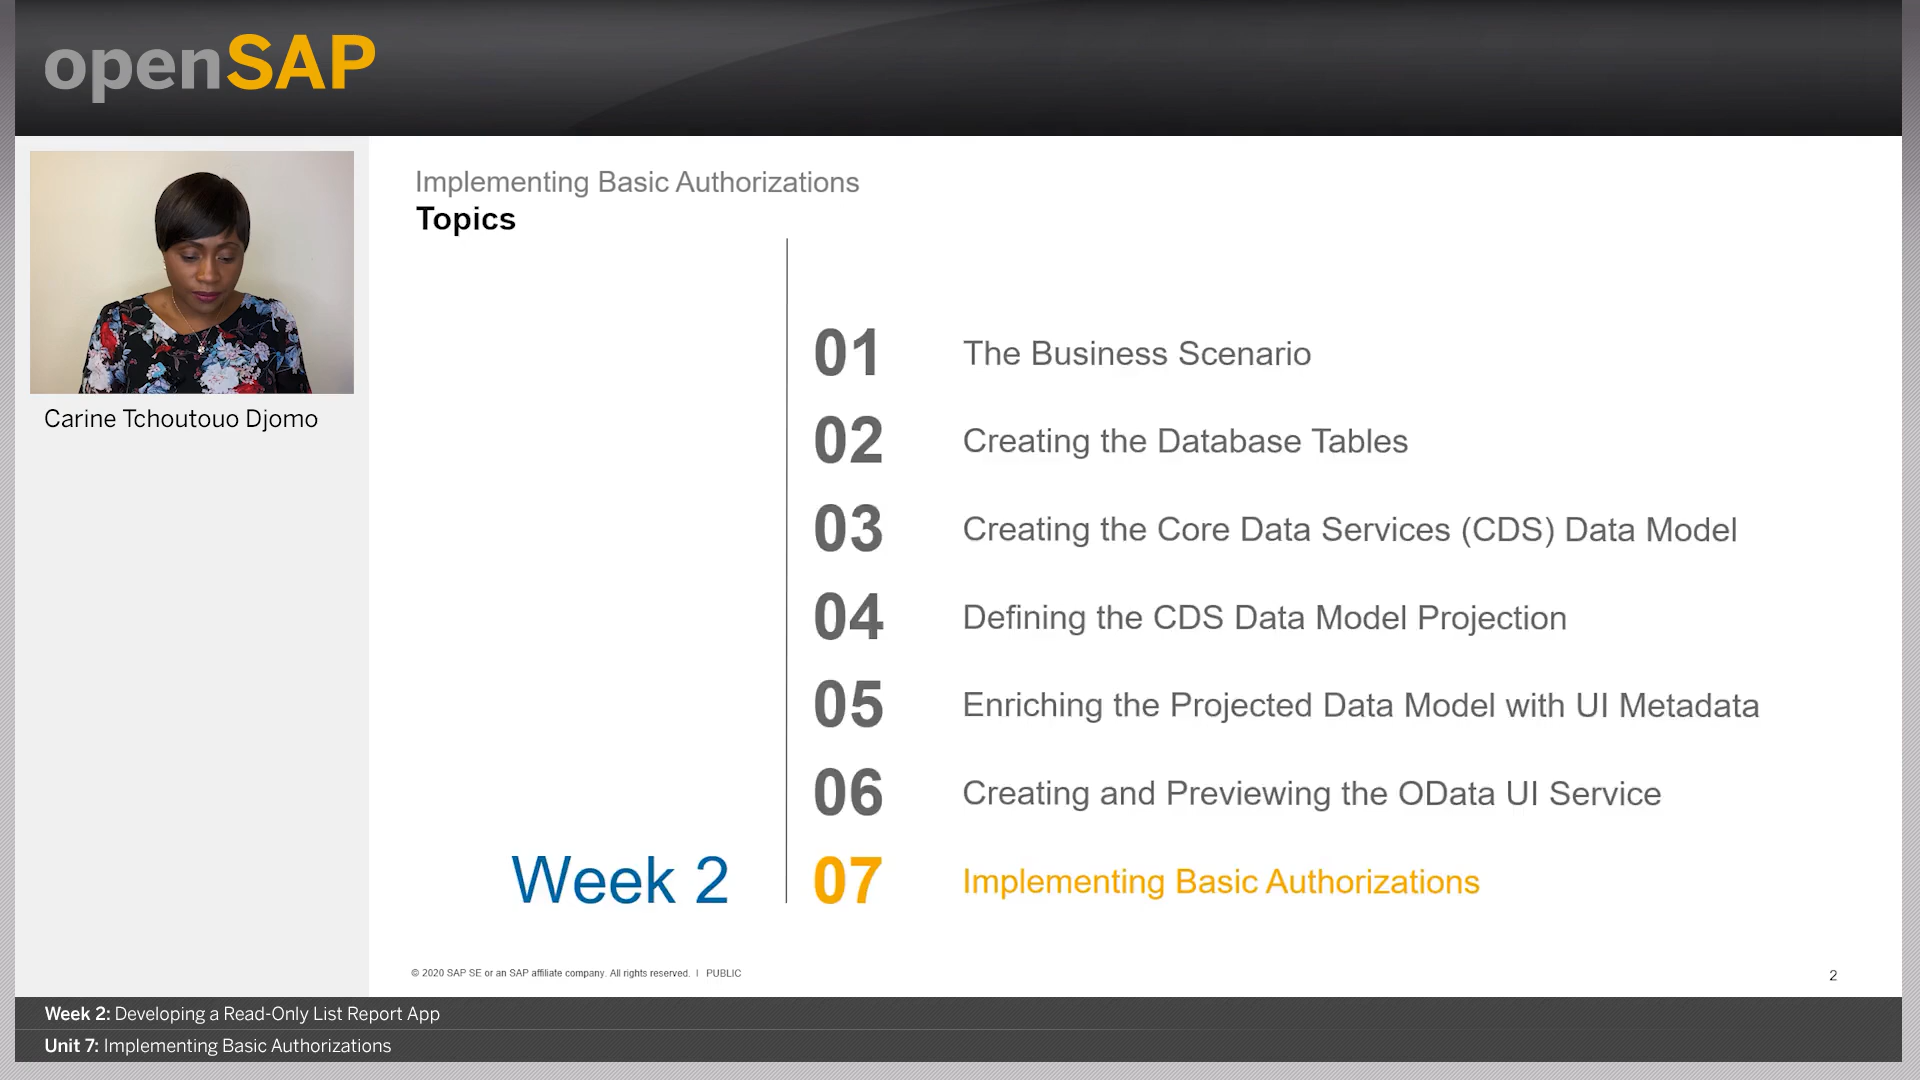 openSAP
Carine Tchoutouo Djomo
Implementing Basic Authorizations
Topics
01 The Business Scenario
02 Creating the Database Tables
03 Creating the Core Data Services (CDS) Data Model
04 Defining the CDS Data Model Projection
05 Enriching the Projected Data Model with UI Metadata
06 Creating and Previewing the OData UI Service
Week 2 07 Implementing Basic Authorizations
© 2020 SAP SE or an SAP affiliate company. All rights reserved. | PUBLIC 2
Week 2: Developing a Read-Only List Report App
Unit 7: Implementing Basic Authorizations